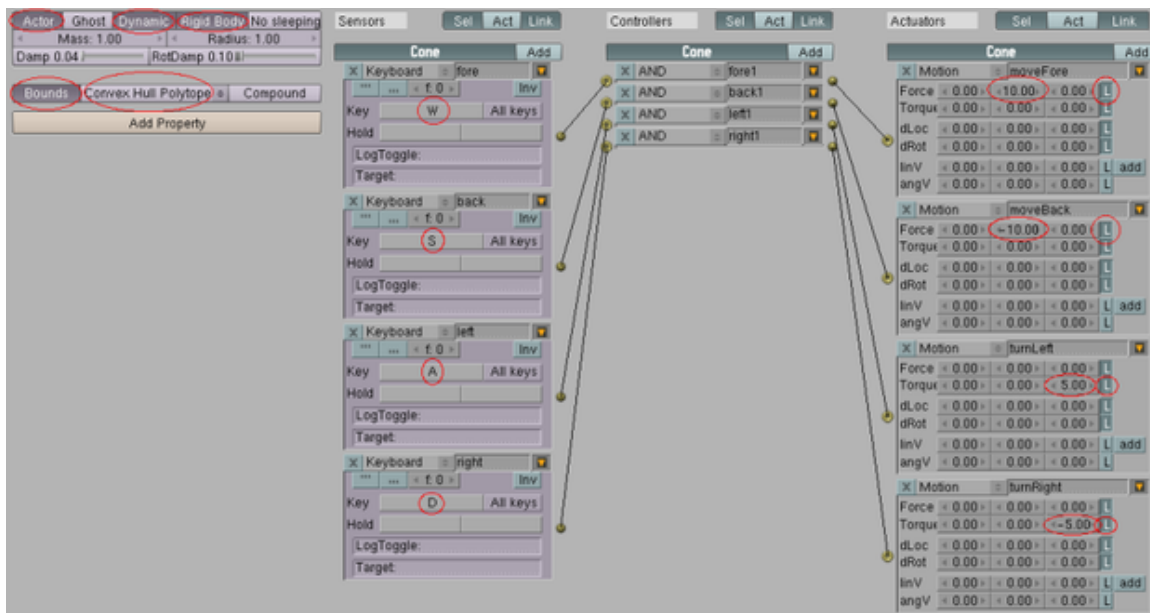 Actor Ghost Dynamic Rigid Body No sleeping
Mass: 1.00 Radius: 1.00
Damp 0.04 RotDamp 0.10
Bounds Convex Hull Polytope Compound
Add Property
Sensors Sel Act Link
Cone Add
X Keyboard fore
''' ... f: 0 Inv
Key W All keys
Hold
LogToggle:
Target:
X Keyboard back
''' ... f: 0 Inv
Key S All keys
Hold
LogToggle:
Target:
X Keyboard left
''' ... f: 0 Inv
Key A All keys
Hold
LogToggle:
Target:
X Keyboard right
''' ... f: 0 Inv
Key D All keys
Hold
LogToggle:
Target:
Controllers Sel Act Link
Cone Add
X AND fore1
X AND back1
X AND left1
X AND right1
Actuators Sel Act Link
Cone Add
X Motion moveFore
Force 0.00 10.00 0.00 L
Torque 0.00 0.00 0.00 L
dLoc 0.00 0.00 0.00 L
dRot 0.00 0.00 0.00 L
linV 0.00 0.00 0.00 L add
angV 0.00 0.00 0.00 L
X Motion moveBack
Force 0.00 -10.00 0.00 L
Torque 0.00 0.00 0.00 L
dLoc 0.00 0.00 0.00 L
dRot 0.00 0.00 0.00 L
linV 0.00 0.00 0.00 L add
angV 0.00 0.00 0.00 L
X Motion turnLeft
Force 0.00 0.00 0.00 L
Torque 0.00 0.00 5.00 L
dLoc 0.00 0.00 0.00 L
dRot 0.00 0.00 0.00 L
linV 0.00 0.00 0.00 L add
angV 0.00 0.00 0.00 L
X Motion turnRight
Force 0.00 0.00 0.00 L
Torque 0.00 0.00 -5.00 L
dLoc 0.00 0.00 0.00 L
dRot 0.00 0.00 0.00 L
linV 0.00 0.00 0.00 L add
angV 0.00 0.00 0.00 L